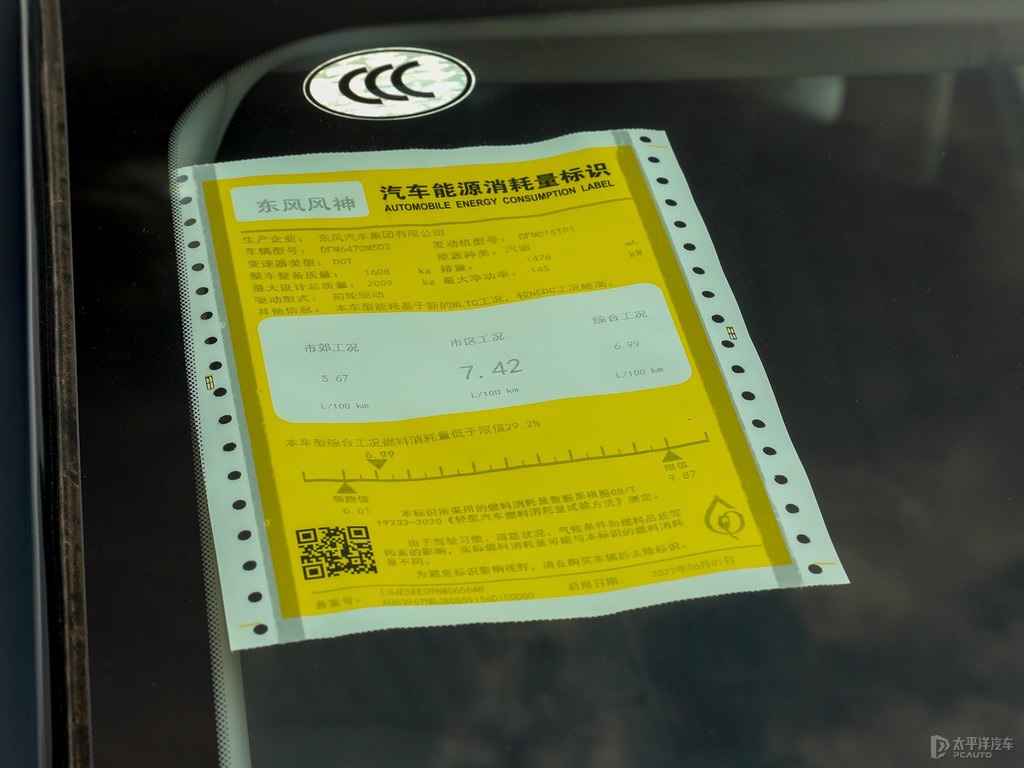 CCC
东风风神
汽车能源消耗量标识
AUTOMOBILE ENERGY CONSUMPTION LABEL
生产企业： 东风汽车集团有限公司
车辆型号： DFM6470M5D2 发动机型号： DFMC15TP1
变速器类型：DCT 能源种类：汽油
整车整备质量： 1608 kg 排量： 1476 mL
最大设计总质量： 2009 kg 最大净功率： 145 kW
驱动型式： 前轮驱动
其他信息： 本车型能耗基于新的WLTC工况，较NEDC工况略高。
市郊工况 市区工况 综合工况
5.67 7.42 6.99
L/100 km L/100 km L/100 km
本车型综合工况燃料消耗量低于限值29.2%
6.99
领跑值 限值
6.61 9.87
本标识所采用的燃料消耗量数据系根据GB/T
19233-2020《轻型汽车燃料消耗量试验方法》测定。
由于驾驶习惯、道路状况、气候条件和燃料品质等
因素的影响，实际燃料消耗量可能与本标识的燃料消耗
量不同。
为避免标识影响视野，请在购买车辆后去除标识。
备案号： LGJE5EE09NM065648 启用日期： 2022年06月01日
太平洋汽车
PCAUTO